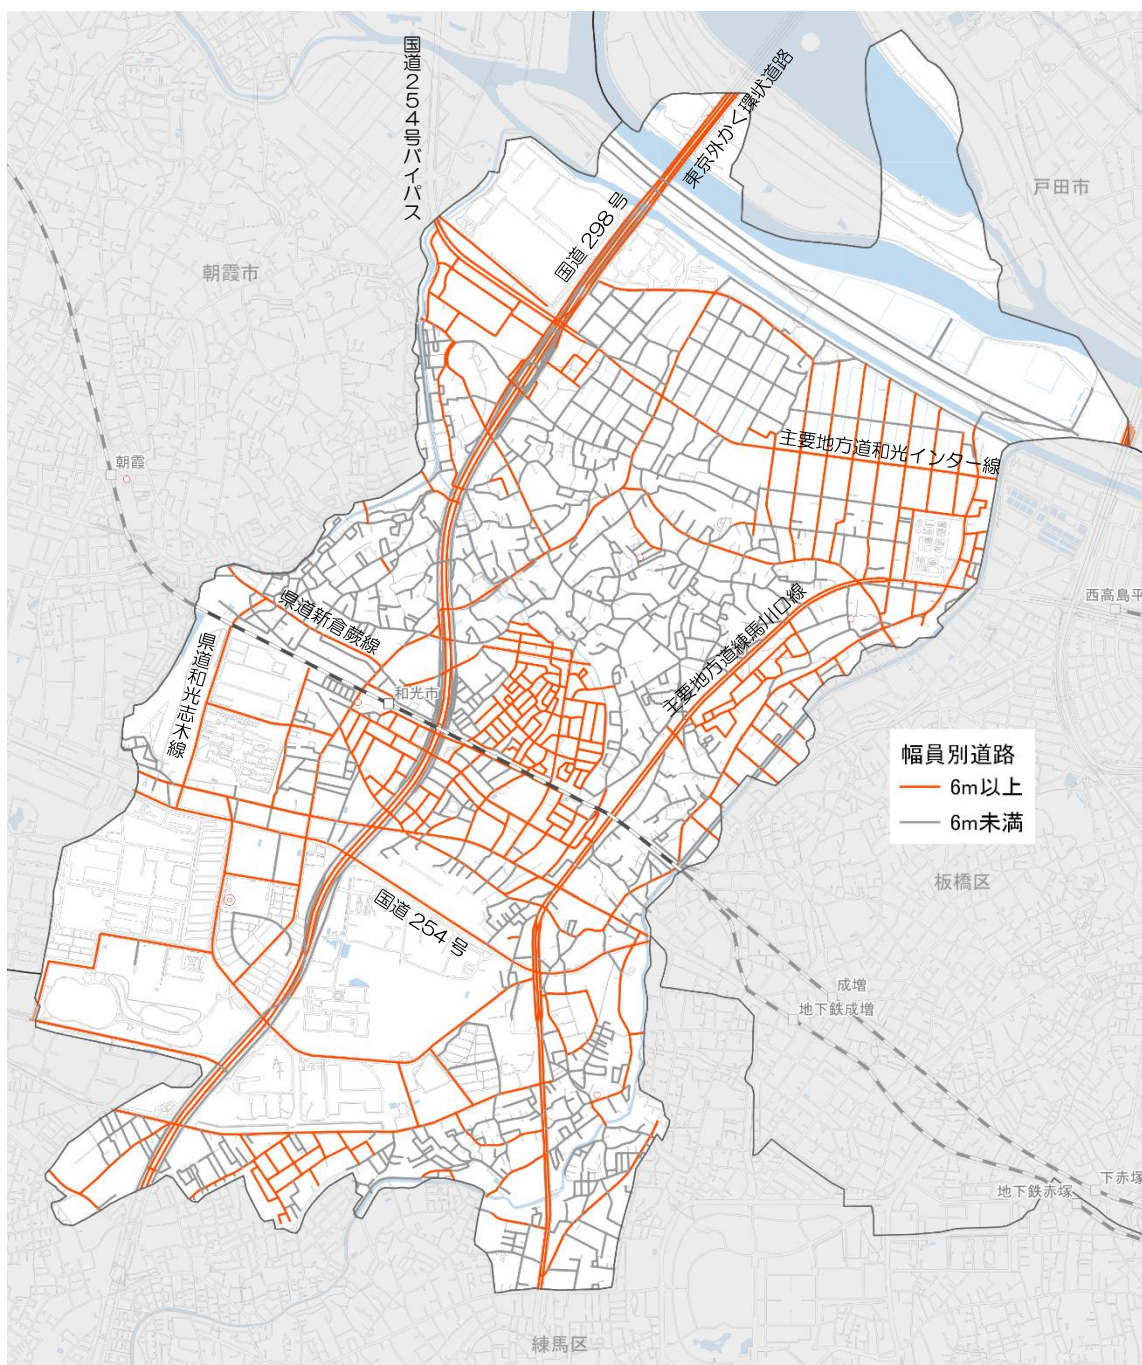 国道254号バイパス
東京外かく環状道路
戸田市
国道298号
朝霞市
主要地方道和光インター線
朝霞
西高島平
県道新倉蕨線
主要地方道練馬川口線
県道和光志木線
和光市
幅員別道路
6m以上
6m未満
板橋区
国道254号
成増
地下鉄成増
下赤塚
地下鉄赤塚
練馬区